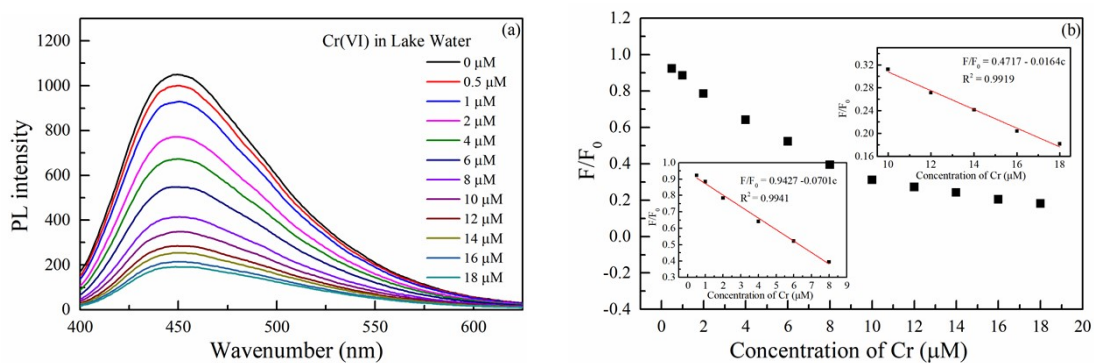 (a)
Cr(VI) in Lake Water
0 μM
0.5 μM
1 μM
2 μM
4 μM
6 μM
8 μM
10 μM
12 μM
14 μM
16 μM
18 μM
1200
1000
800
600
400
200
0
PL intensity
400 450 500 550 600
Wavenumber (nm)
(b)
1.2
1.0
0.8
0.6
0.4
0.2
0.0
-0.2
-0.4
F/F₀
0 2 4 6 8 10 12 14 16 18 20
Concentration of Cr (μM)
F/F₀ = 0.4717 - 0.0164c
R² = 0.9919
0.32
0.28
0.24
0.20
0.16
F/F₀
10 12 14 16 18
Concentration of Cr (μM)
F/F₀ = 0.9427 -0.0701c
R² = 0.9941
1.0
0.9
0.8
0.7
0.6
0.5
0.4
0.3
F/F₀
0 1 2 3 4 5 6 7 8 9
Concentration of Cr (μM)